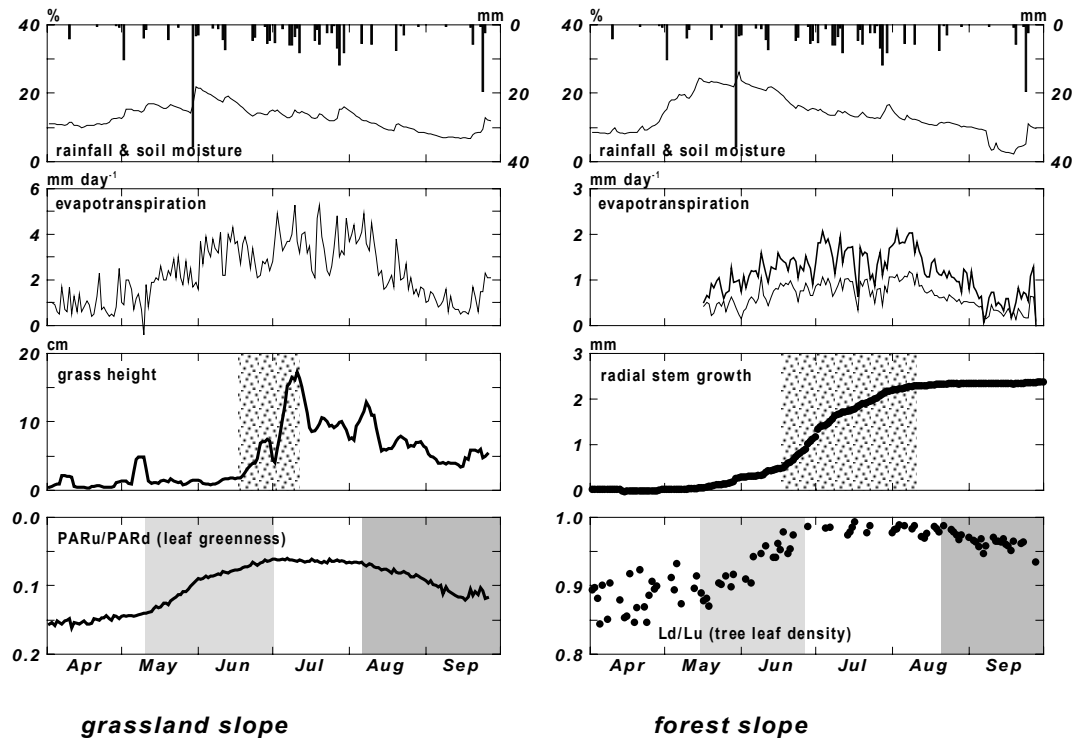 % mm % mm
40 0 40 0
20 20 20 20
0 40 0 40
rainfall & soil moisture rainfall & soil moisture
mm day-1 mm day-1
6 3
evapotranspiration evapotranspiration
4 2
2 1
0 0
cm mm
20 3
grass height radial stem growth
10 2
1
0 0
0.0 1.0
PARu/PARd (leaf greenness)
0.1 0.9
Ld/Lu (tree leaf density)
0.2 0.8
Apr May Jun Jul Aug Sep Apr May Jun Jul Aug Sep
grassland slope forest slope